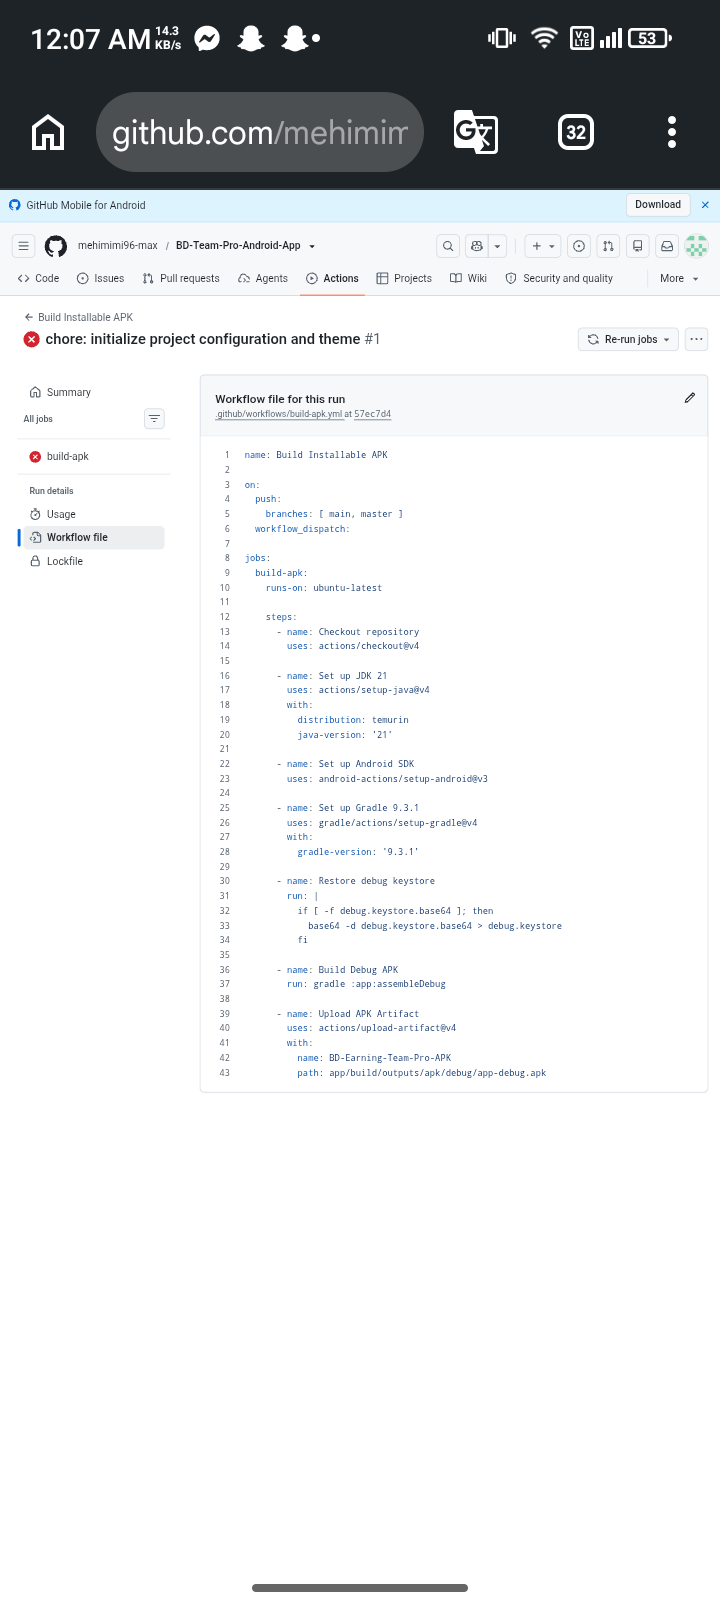 12:07 AM 14.3 KB/s
Vo LTE 53
github.com/mehimim
32
GitHub Mobile for Android Download
mehimimi96-max / BD-Team-Pro-Android-App
Code Issues Pull requests Agents Actions Projects Wiki Security and quality More
Build Installable APK
chore: initialize project configuration and theme #1 Re-run jobs
Summary
All jobs
build-apk
Run details
Usage
Workflow file
Lockfile
Workflow file for this run
.github/workflows/build-apk.yml at 57ec7d4
1 name: Build Installable APK
2
3 on:
4 push:
5 branches: [ main, master ]
6 workflow_dispatch:
7
8 jobs:
9 build-apk:
10 runs-on: ubuntu-latest
11
12 steps:
13 - name: Checkout repository
14 uses: actions/checkout@v4
15
16 - name: Set up JDK 21
17 uses: actions/setup-java@v4
18 with:
19 distribution: temurin
20 java-version: '21'
21
22 - name: Set up Android SDK
23 uses: android-actions/setup-android@v3
24
25 - name: Set up Gradle 9.3.1
26 uses: gradle/actions/setup-gradle@v4
27 with:
28 gradle-version: '9.3.1'
29
30 - name: Restore debug keystore
31 run: |
32 if [ -f debug.keystore.base64 ]; then
33 base64 -d debug.keystore.base64 > debug.keystore
34 fi
35
36 - name: Build Debug APK
37 run: gradle :app:assembleDebug
38
39 - name: Upload APK Artifact
40 uses: actions/upload-artifact@v4
41 with:
42 name: BD-Earning-Team-Pro-APK
43 path: app/build/outputs/apk/debug/app-debug.apk